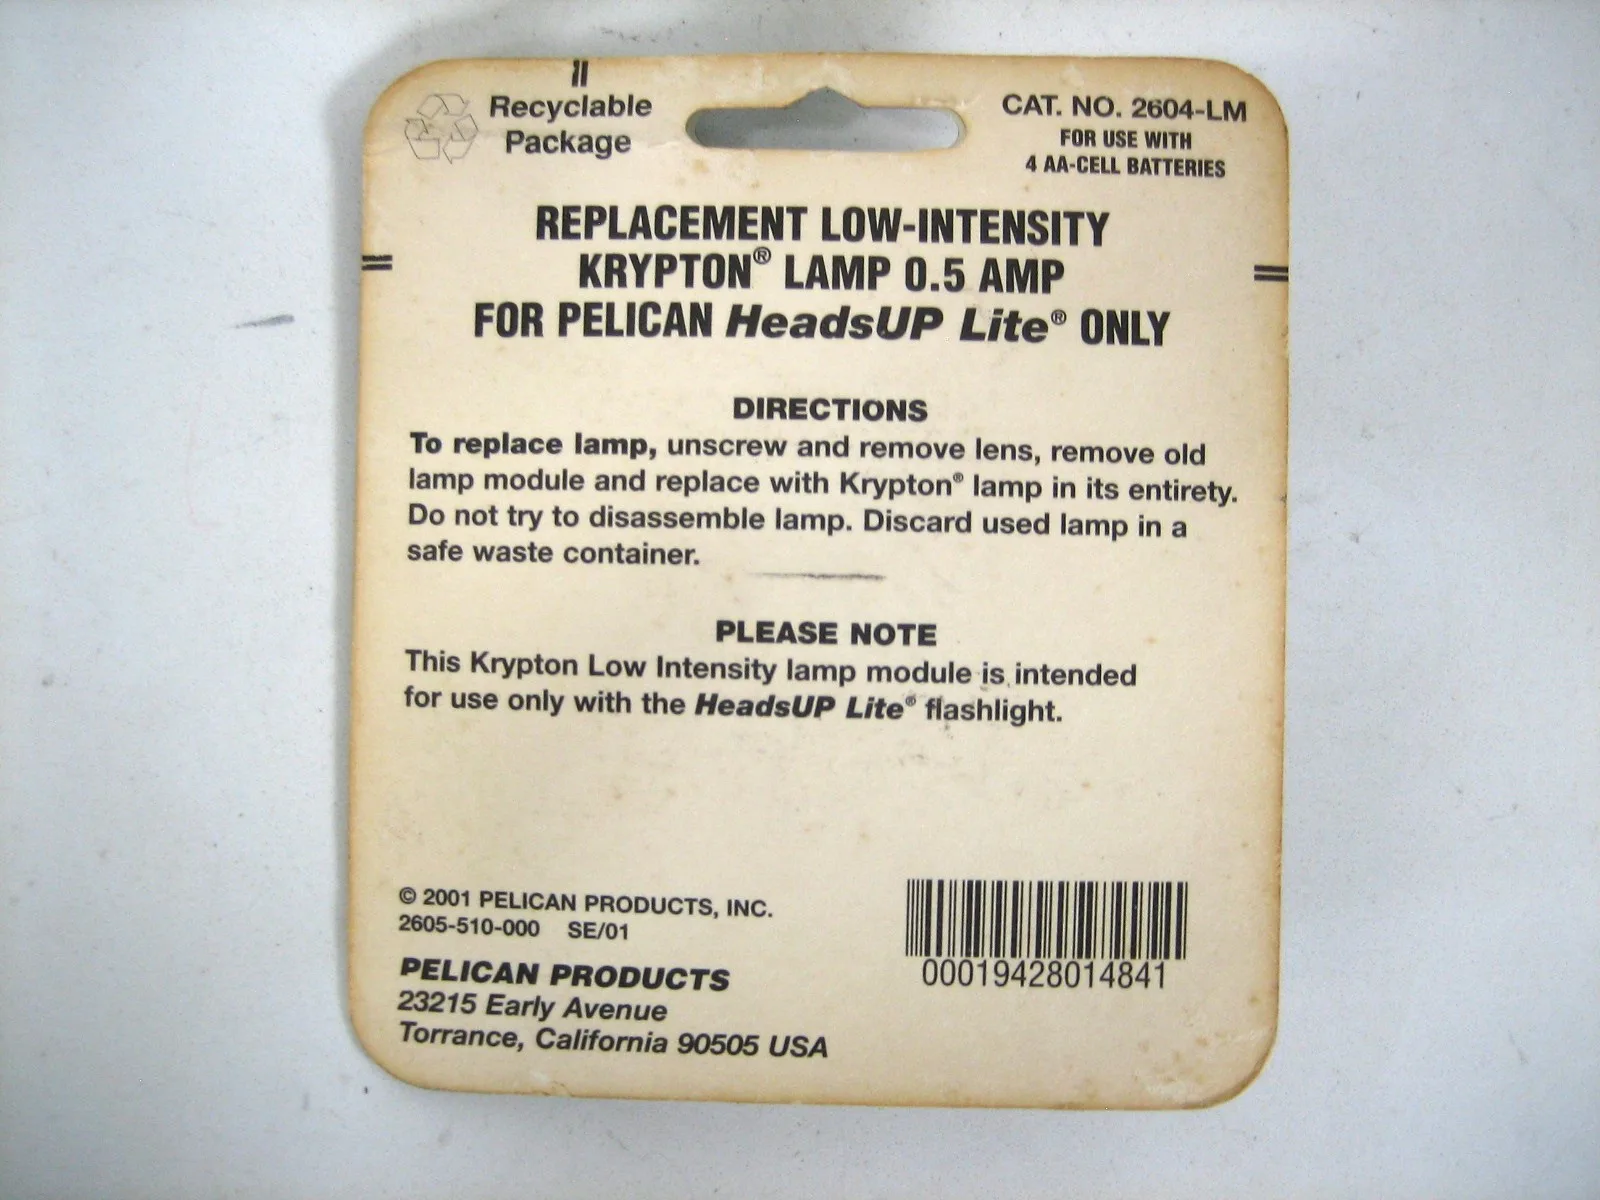 Recyclable
Package
CAT. NO. 2604-LM
FOR USE WITH
4 AA-CELL BATTERIES
REPLACEMENT LOW-INTENSITY
KRYPTON® LAMP 0.5 AMP
FOR PELICAN HeadsUP Lite® ONLY
DIRECTIONS
To replace lamp, unscrew and remove lens, remove old
lamp module and replace with Krypton® lamp in its entirety.
Do not try to disassemble lamp. Discard used lamp in a
safe waste container.
PLEASE NOTE
This Krypton Low Intensity lamp module is intended
for use only with the HeadsUP Lite® flashlight.
© 2001 PELICAN PRODUCTS, INC.
2605-510-000 SE/01
PELICAN PRODUCTS
23215 Early Avenue
Torrance, California 90505 USA
00019428014841